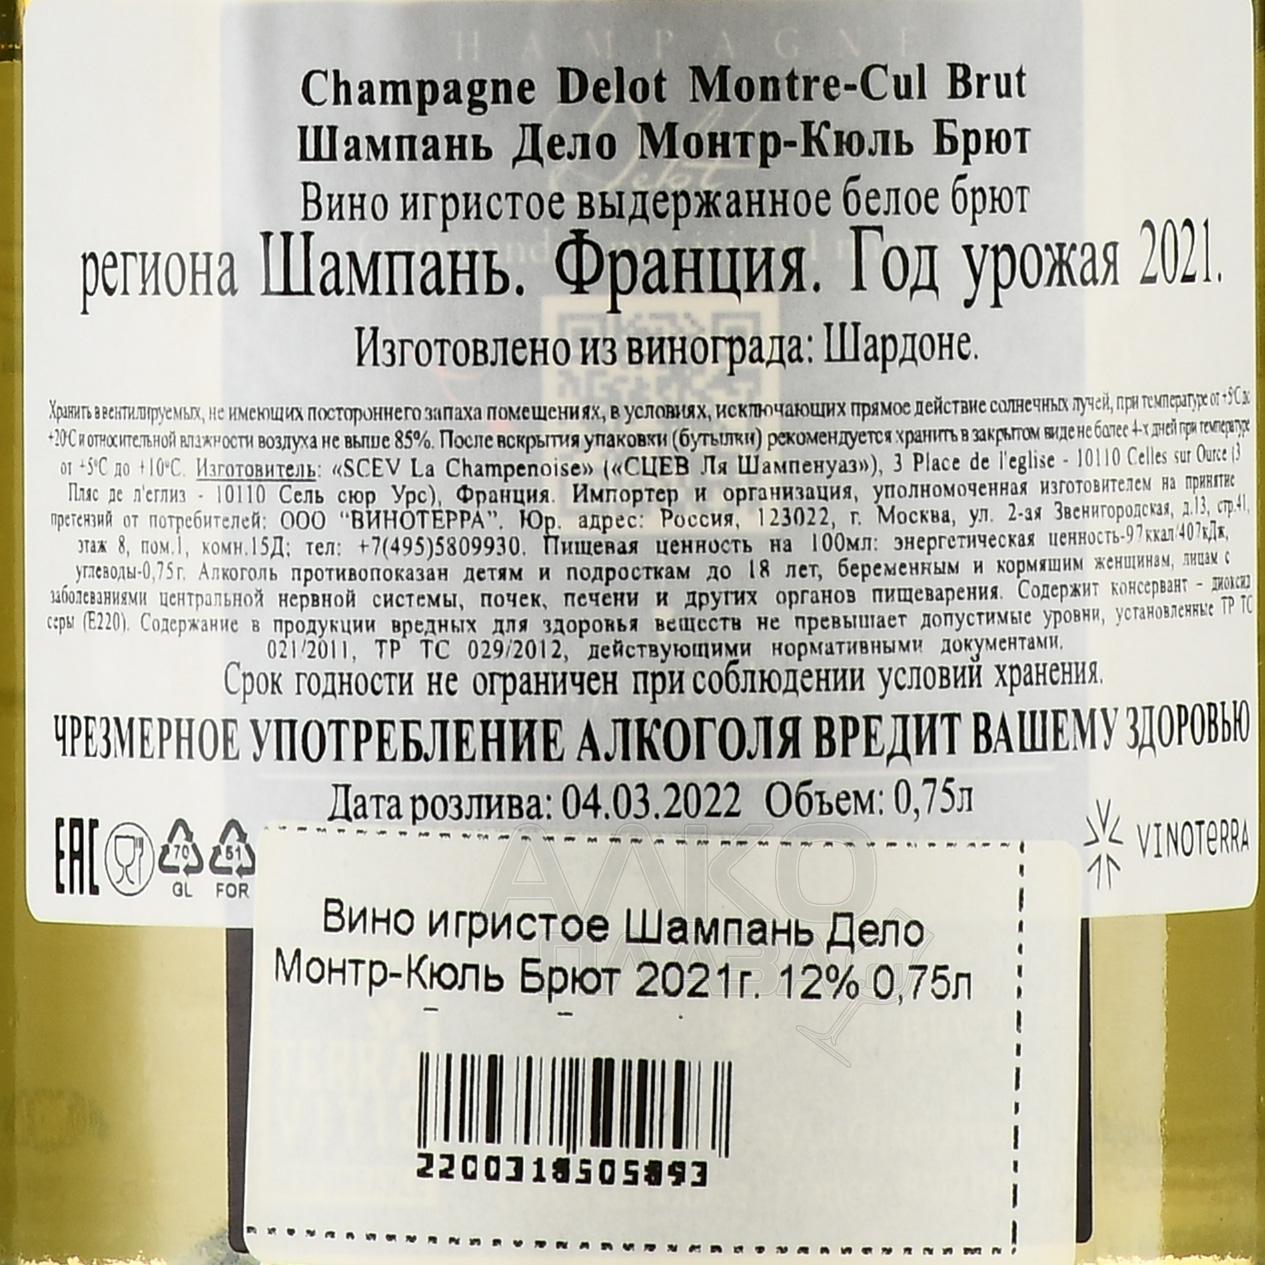 CHAMPAGNE
Champagne Delot Montre-Cul Brut
Шампань Дело Монтр-Кюль Брют
Вино игристое выдержанное белое брют
региона Шампань. Франция. Год урожая 2021.
Изготовлено из винограда: Шардоне.
Хранить в вентилируемых, не имеющих постороннего запаха помещениях, в условиях, исключающих прямое действие солнечных лучей, при температуре от +5°С до
+20°С и относительной влажности воздуха не выше 85%. После вскрытия упаковки (бутылки) рекомендуется хранить в закрытом виде не более 4-х дней при температуре
от +5°С до +10°С. Изготовитель: «SCEV La Champenoise» («СЦЕВ Ля Шампенуаз»), 3 Place de l'eglise - 10110 Celles sur Ource (3
Пляс де л'еглиз - 10110 Сель сюр Урс), Франция. Импортер и организация, уполномоченная изготовителем на принятие
претензий от потребителей: ООО "ВИНОТЕРРА". Юр. адрес: Россия, 123022, г. Москва, ул. 2-ая Звенигородская, д.13, стр.41,
этаж 8, пом.1, комн.15Д; тел: +7(495)5809930. Пищевая ценность на 100мл: энергетическая ценность-97ккал/407кДж,
углеводы-0,75г. Алкоголь противопоказан детям и подросткам до 18 лет, беременным и кормящим женщинам, лицам с
заболеваниями центральной нервной системы, почек, печени и других органов пищеварения. Содержит консервант – диоксид
серы (Е220). Содержание в продукции вредных для здоровья веществ не превышает допустимые уровни, установленные ТР ТС
021/2011, ТР ТС 029/2012, действующими нормативными документами.
Срок годности не ограничен при соблюдении условий хранения.
ЧРЕЗМЕРНОЕ УПОТРЕБЛЕНИЕ АЛКОГОЛЯ ВРЕДИТ ВАШЕМУ ЗДОРОВЬЮ
Дата розлива: 04.03.2022 Объем: 0,75л
EAC 70 GL 51 FOR VINOTERRA
АЛКО
НАВА
Вино игристое Шампань Дело
Монтр-Кюль Брют 2021г. 12% 0,75л
2200318505893